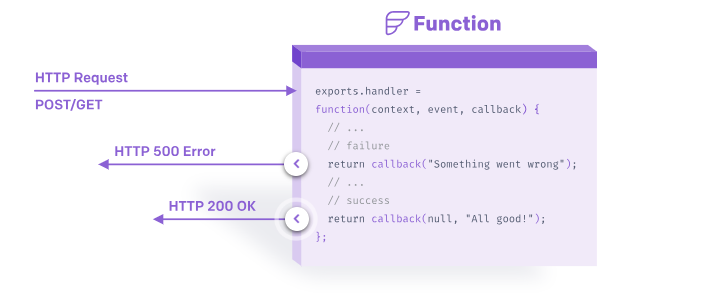 Function
HTTP Request
POST/GET
exports.handler =
function(context, event, callback) {
// ...
// failure
HTTP 500 Error
return callback("Something went wrong");
// ...
// success
HTTP 200 OK
return callback(null, "All good!");
};